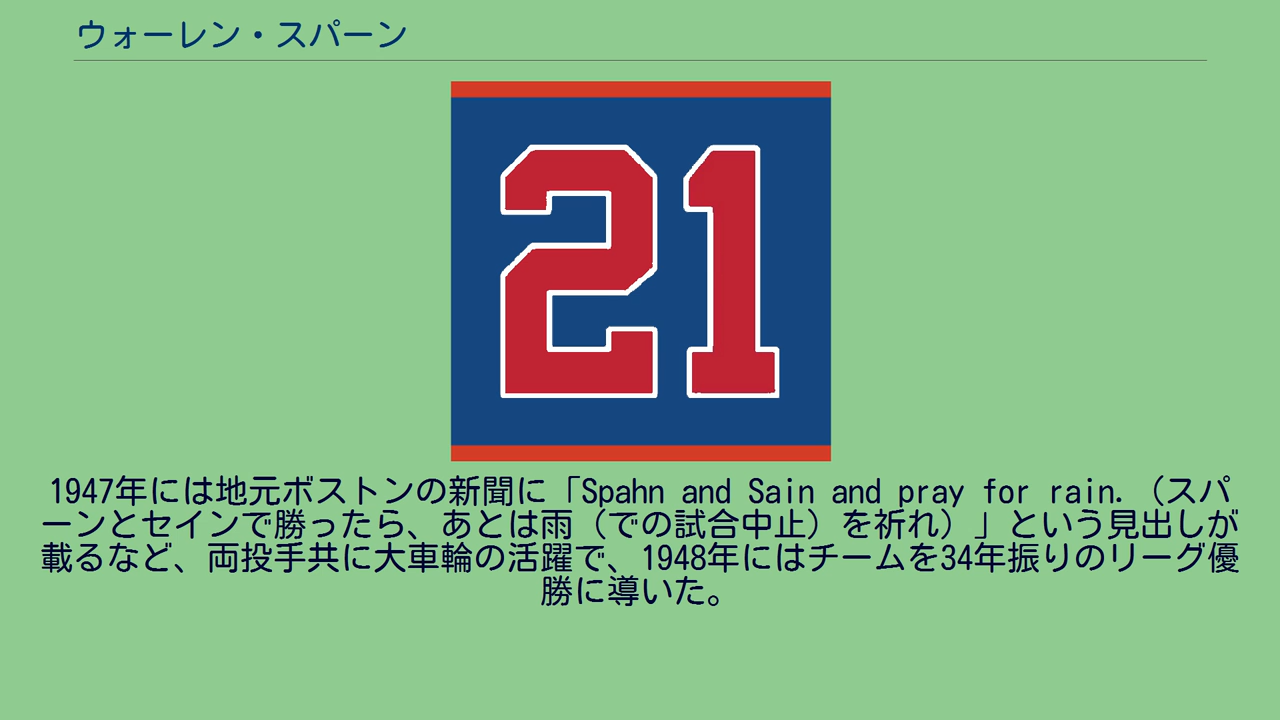 ウォーレン・スパーン
21
1947年には地元ボストンの新聞に「Spahn and Sain and pray for rain.（スパ
ーンとセインで勝ったら、あとは雨（での試合中止）を祈れ）」という見出しが
載るなど、両投手共に大車輪の活躍で、1948年にはチームを34年振りのリーグ優
勝に導いた。